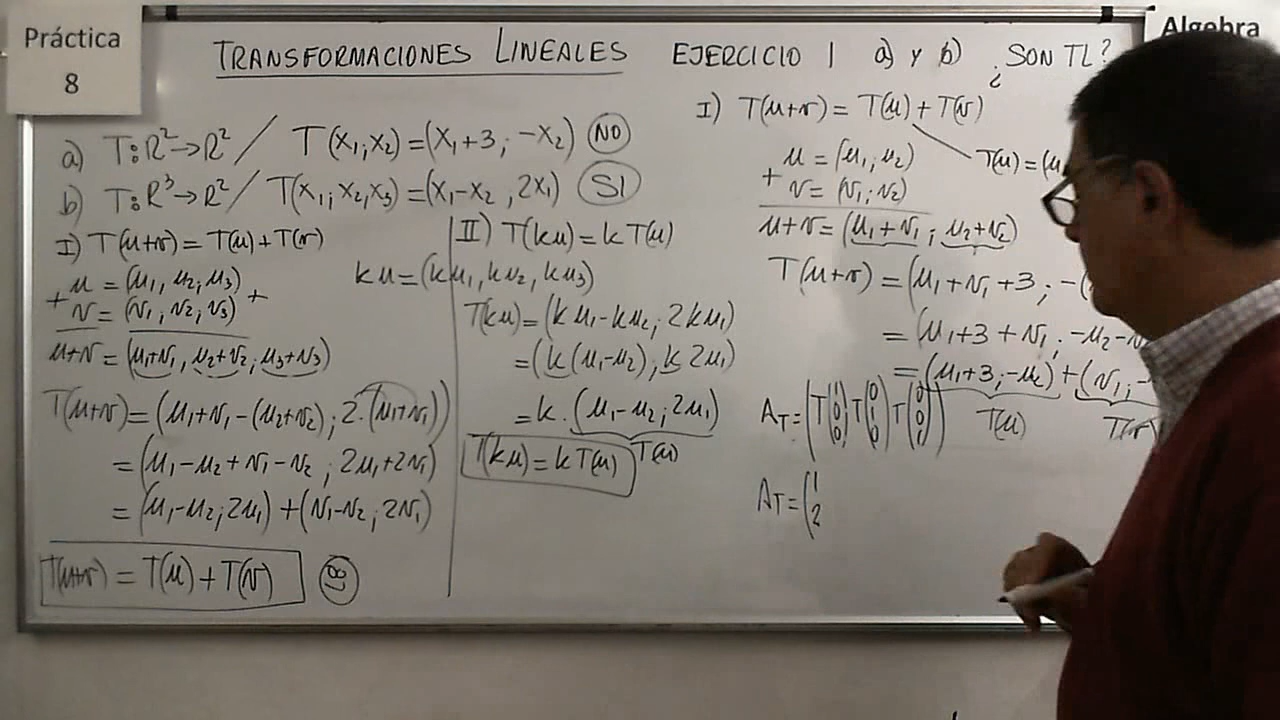 Práctica
8
Algebra
TRANSFORMACIONES LINEALES EJERCICIO 1 a) y b) ¿SON TL?
a) T:R²→R² / T(x₁;x₂)=(x₁+3;-x₂) NO
b) T:R³→R² / T(x₁;x₂,x₃)=(x₁-x₂,2x₁) SI
I) T(u+v)=T(u)+T(v)
u=(u₁,u₂;u₃)
+ v=(v₁;v₂;v₃) +
u+v=(u₁+v₁,u₂+v₂;u₃+v₃)
T(u+v)=(u₁+v₁-(u₂+v₂);2·(u₁+v₁))
=(u₁-u₂+v₁-v₂;2u₁+2v₁)
=(u₁-u₂;2u₁)+(v₁-v₂;2v₁)
T(u+v)=T(u)+T(v)
II) T(ku)=kT(u)
ku=(ku₁,ku₂,ku₃)
T(ku)=(ku₁-ku₂;2ku₁)
=(k(u₁-u₂);k2u₁)
=k.(u₁-u₂;2u₁)
T(ku)=kT(u) T(u)
I) T(u+v)=T(u)+T(v)
u=(u₁,u₂) T(u)=(u₁
+ v=(v₁;v₂)
u+v=(u₁+v₁;u₂+v₂)
T(u+v)=(u₁+v₁+3;-(
=(u₁+3+v₁;-u₂-v
=(u₁+3;-u₂)+(v₁;-
T(u) T(v)
A_T=(T(1 0 0) T(0 1 0) T(0 0 1))
A_T=(1
2